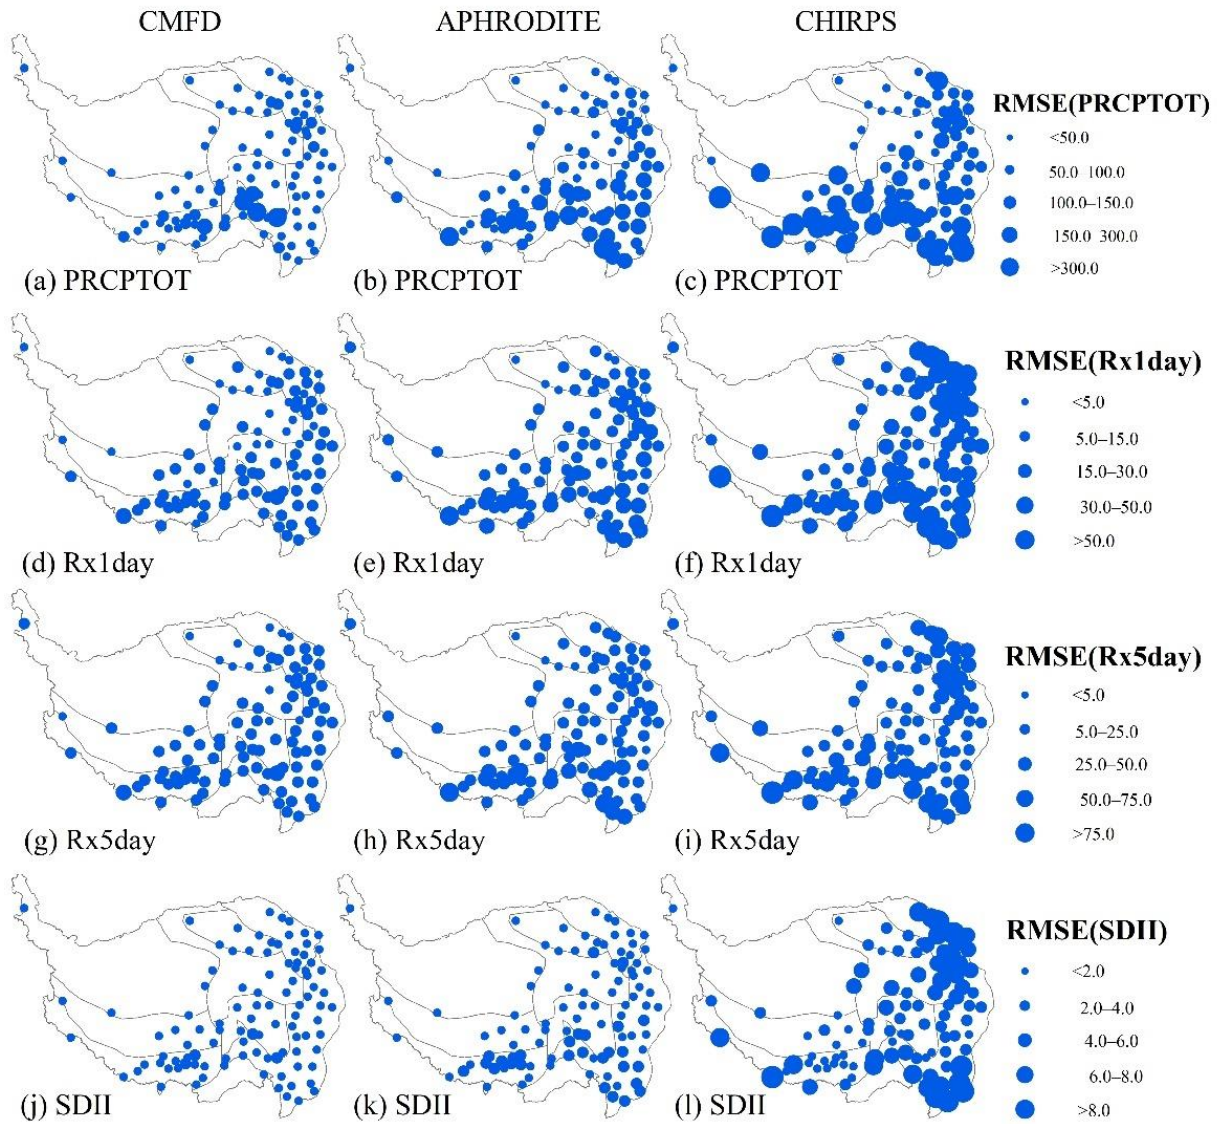 CMFD
APHRODITE
CHIRPS
RMSE(PRCPTOT)
<50.0
50.0 100.0
100.0–150.0
150.0 300.0
>300.0
(a) PRCPTOT
(b) PRCPTOT
(c) PRCPTOT
RMSE(Rx1day)
<5.0
5.0–15.0
15.0–30.0
30.0–50.0
>50.0
(d) Rx1day
(e) Rx1day
(f) Rx1day
RMSE(Rx5day)
<5.0
5.0–25.0
25.0–50.0
50.0–75.0
>75.0
(g) Rx5day
(h) Rx5day
(i) Rx5day
RMSE(SDII)
<2.0
2.0–4.0
4.0–6.0
6.0–8.0
>8.0
(j) SDII
(k) SDII
(l) SDII